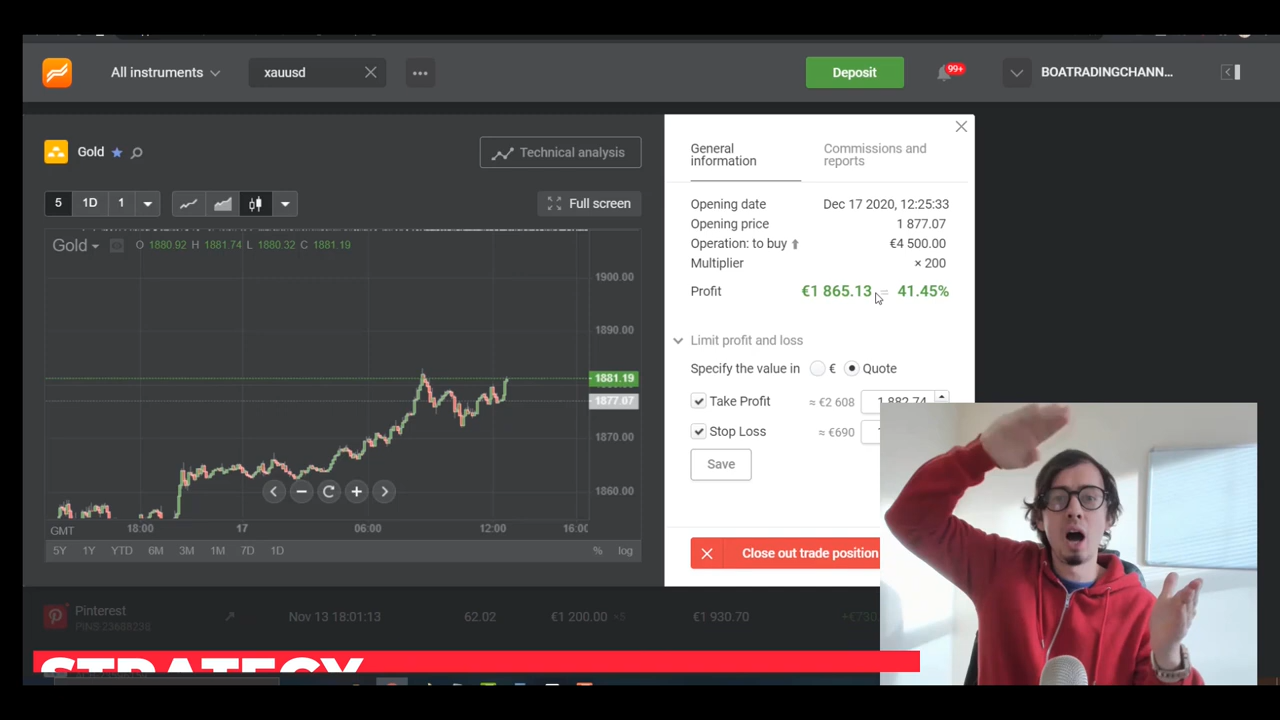 All instruments
xauusd
...
Deposit
99+
BOATRADINGCHANN...
Gold
Technical analysis
5 1D 1
Full screen
Gold
O 1880.92 H 1881.74 L 1880.32 C 1881.19
1900.00
1890.00
1881.19
1877.07
1870.00
1860.00
GMT 18:00 17 06:00 12:00
5Y 1Y YTD 6M 3M 1M 7D 1D % log
General
information
Commissions and
reports
Opening date Dec 17 2020, 12:25:33
Opening price 1 877.07
Operation: to buy €4 500.00
Multiplier × 200
Profit €1 865.13 = 41.45%
Limit profit and loss
Specify the value in € Quote
Take Profit ≈ €2 608 1 882.74
Stop Loss ≈ €690
Save
Close out trade position
Pinterest
Nov 13 18:01:13 62.02 €1 200.00 ×5 €1 930.70
STRATEGY